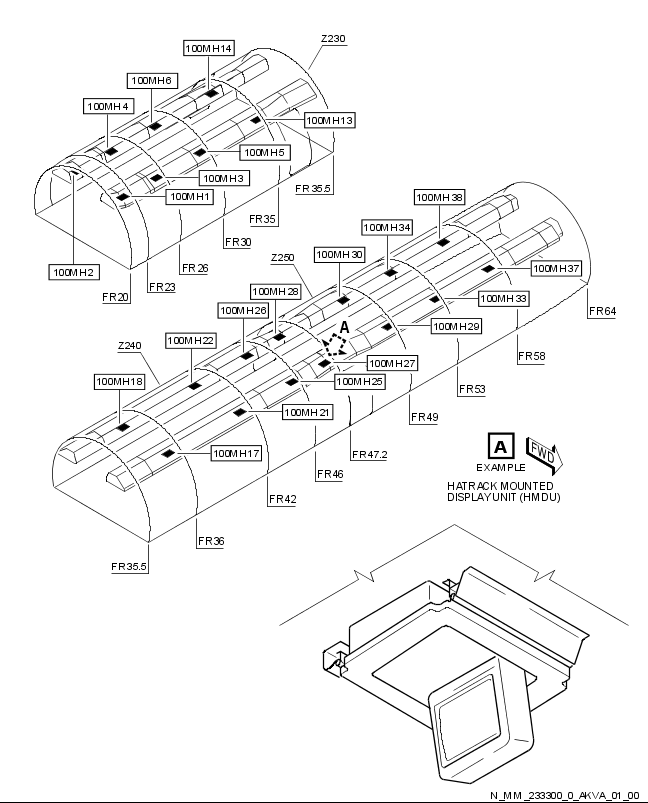 Z230
100MH14
100MH6
100MH4
100MH13
100MH5
100MH3
100MH1
100MH2
FR35.5
FR35
FR30
FR26
FR23
FR20
100MH38
100MH34
100MH30
Z250
100MH37
100MH28
100MH33
100MH26
A
100MH29
FR64
100MH22
Z240
100MH27
FR58
100MH18
100MH25
FR53
100MH21
FR49
100MH17
FR47.2
FR46
FR42
FR36
FR35.5
A
FWD
EXAMPLE
HATRACK MOUNTED
DISPLAYUNIT (HMDU)
N_MM_233300_0_AKVA_01_00